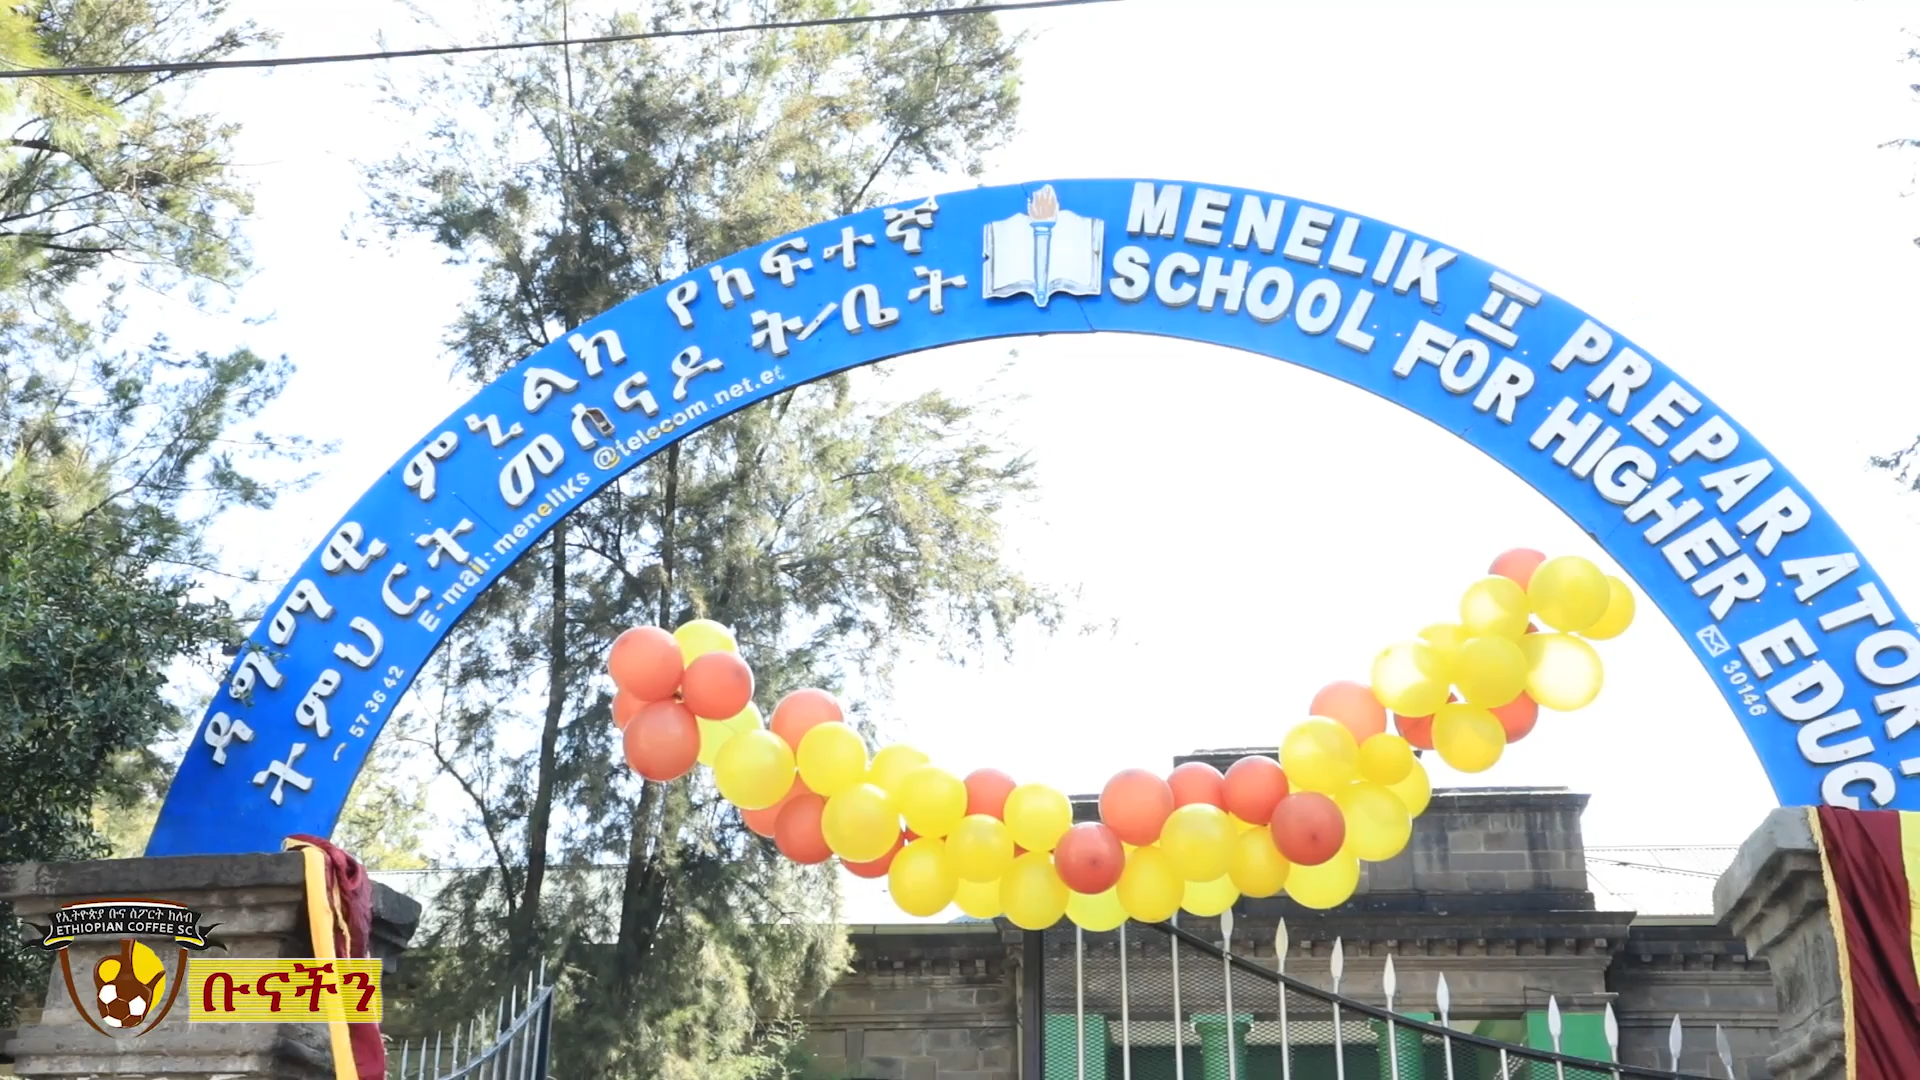 ዳግማዊ ምኒልክ የከፍተኛ
ትምህርት መሰናዶ ት/ቤት
E-mail: meneliks @telecom.net.et
57 36 42
MENELIK II PREPARATORY
SCHOOL FOR HIGHER EDUC
30146
የኢትዮጵያ ቡና ስፖርት ክለብ
ETHIOPIAN COFFEE SC
ቡናችን